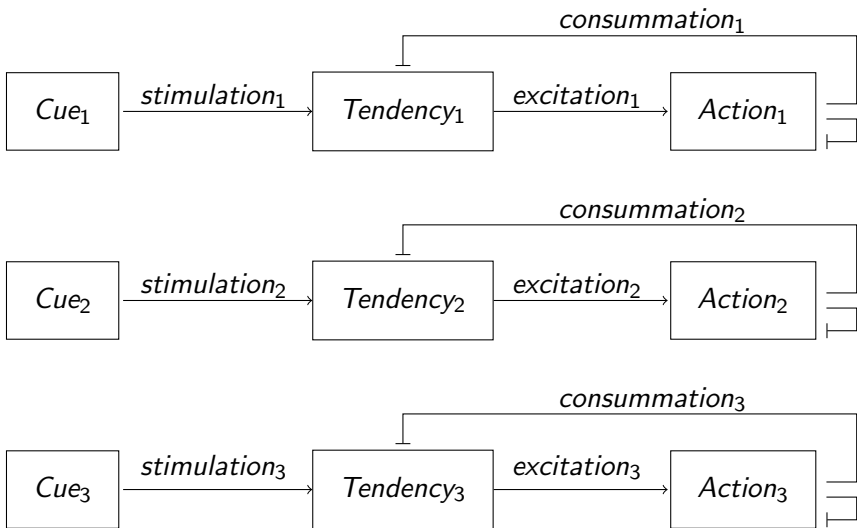 consummation₁
Cue₁ stimulation₁ Tendency₁ excitation₁ Action₁
consummation₂
Cue₂ stimulation₂ Tendency₂ excitation₂ Action₂
consummation₃
Cue₃ stimulation₃ Tendency₃ excitation₃ Action₃